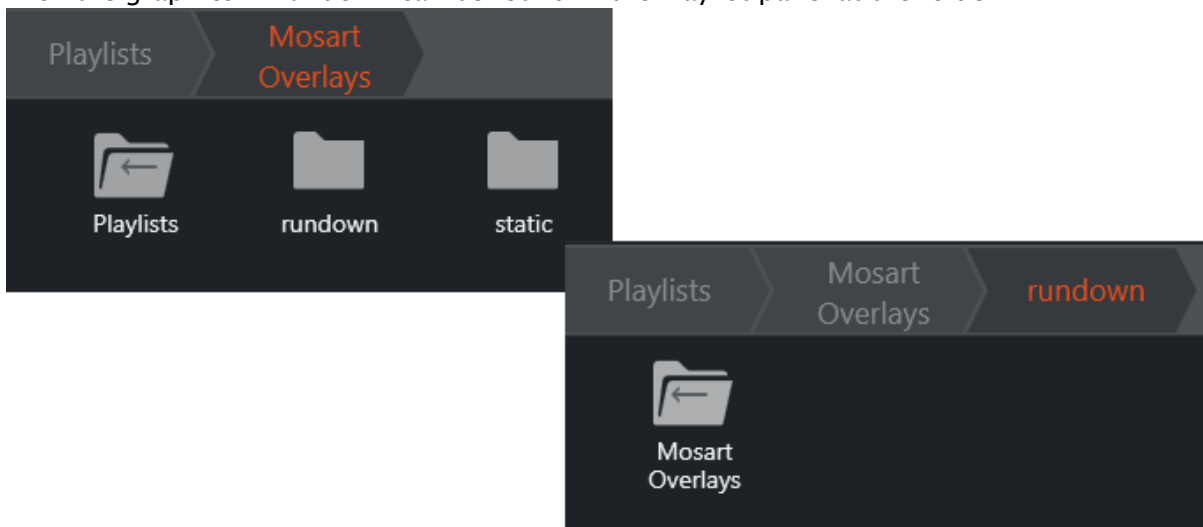 Playlists
Mosart
Overlays
Playlists
rundown
static
Playlists
Mosart
Overlays
rundown
Mosart
Overlays